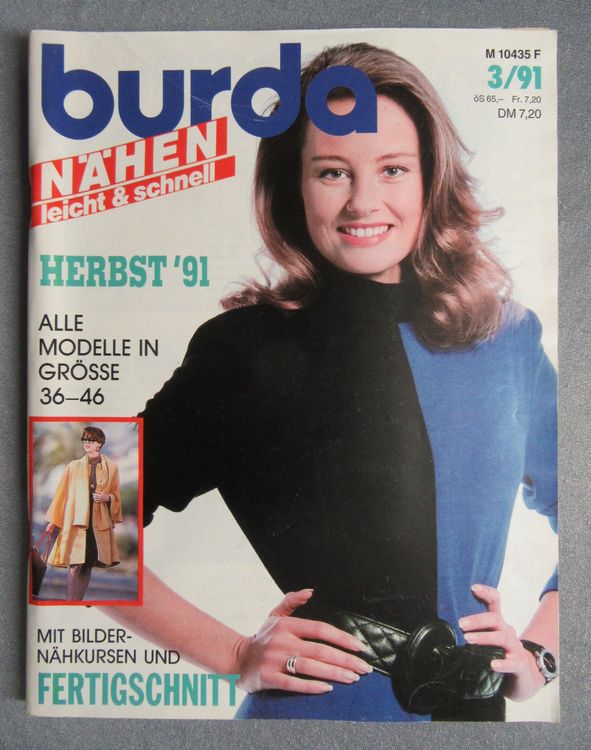 burda
M 10435 F
3/91
öS 65,– Fr. 7,20
DM 7,20
NÄHEN
leicht & schnell
HERBST '91
ALLE
MODELLE IN
GRÖSSE
36–46
MIT BILDER-
NÄHKURSEN UND
FERTIGSCHNITT